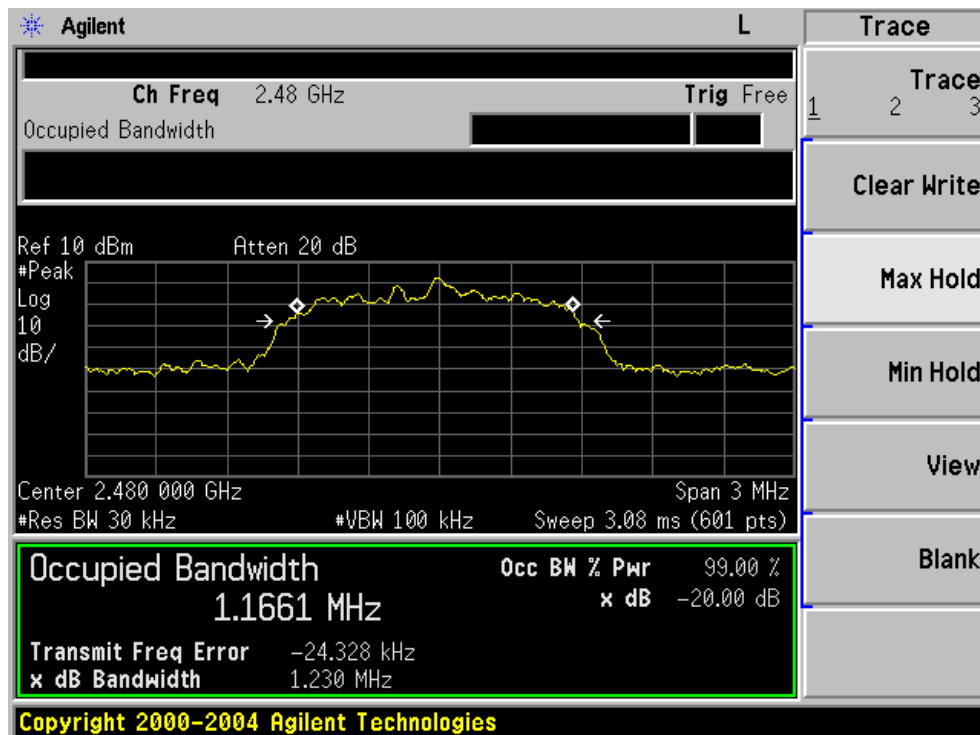 Agilent L Trace
Ch Freq 2.48 GHz Trig Free
Occupied Bandwidth
Trace
1 2 3
Clear Write
Max Hold
Min Hold
View
Blank
Ref 10 dBm Atten 20 dB
#Peak
Log
10
dB/
Center 2.480 000 GHz Span 3 MHz
#Res BW 30 kHz #VBW 100 kHz Sweep 3.08 ms (601 pts)
Occupied Bandwidth Occ BW % Pwr 99.00 %
1.1661 MHz x dB -20.00 dB
Transmit Freq Error -24.328 kHz
x dB Bandwidth 1.230 MHz
Copyright 2000-2004 Agilent Technologies